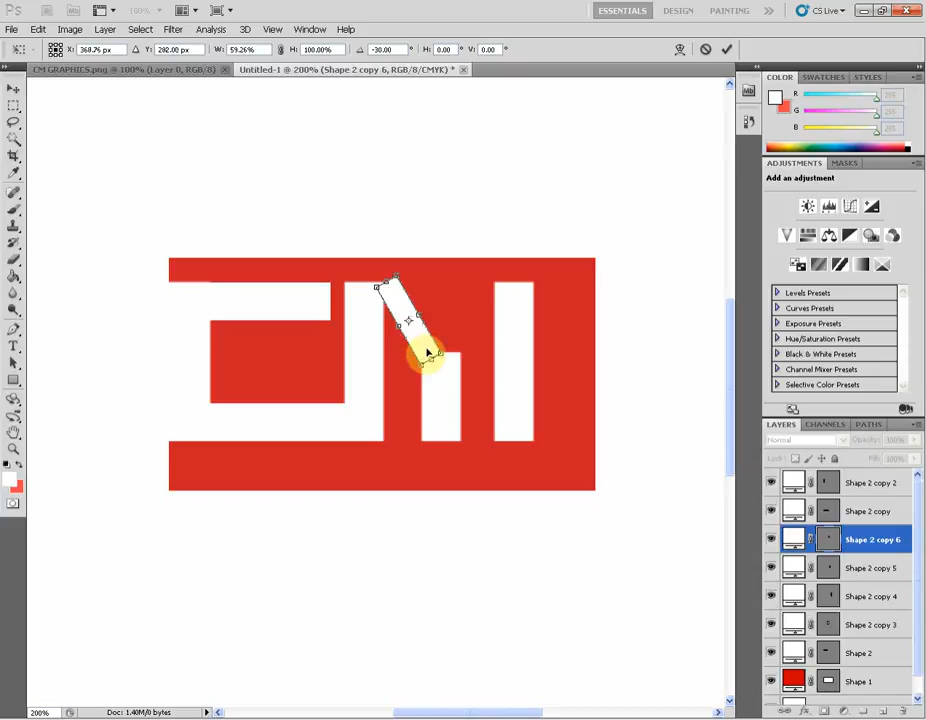 Ps
100%
ESSENTIALS
DESIGN
PAINTING
CS Live
File
Edit
Image
Layer
Select
Filter
Analysis
3D
View
Window
Help
X: 368.76 px
Y: 282.00 px
W: 59.26%
H: 100.00%
-30.00
H: 0.00
V: 0.00
CM GRAPHICS.png @ 100% (Layer 0, RGB/8)
Untitled-1 @ 200% (Shape 2 copy 6, RGB/8/CMYK) *
COLOR
SWATCHES
STYLES
R
255
G
255
B
255
ADJUSTMENTS
MASKS
Add an adjustment
Levels Presets
Curves Presets
Exposure Presets
Hue/Saturation Presets
Black & White Presets
Channel Mixer Presets
Selective Color Presets
LAYERS
CHANNELS
PATHS
Normal
Opacity: 100%
Lock:
Fill: 100%
Shape 2 copy 2
Shape 2 copy
Shape 2 copy 6
Shape 2 copy 5
Shape 2 copy 4
Shape 2 copy 3
Shape 2
Shape 1
200%
Doc: 1.40M/0 bytes